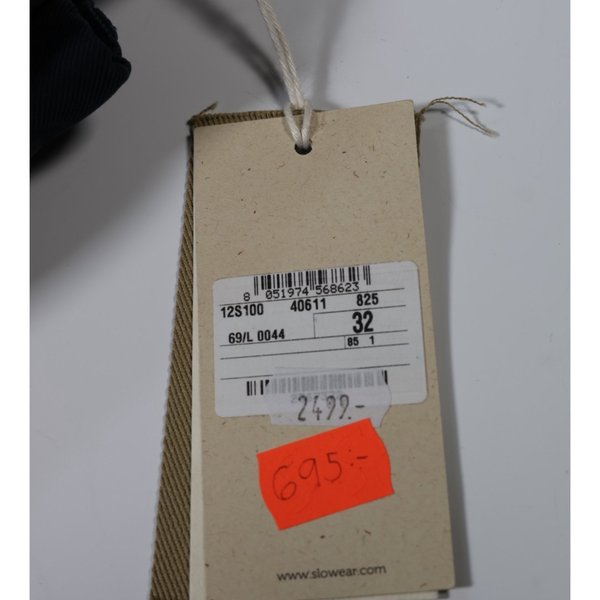 8 051974 568623
12S100 40611 825
69/L 0044 32
85 1
2499.-
695:-
www.slowear.com